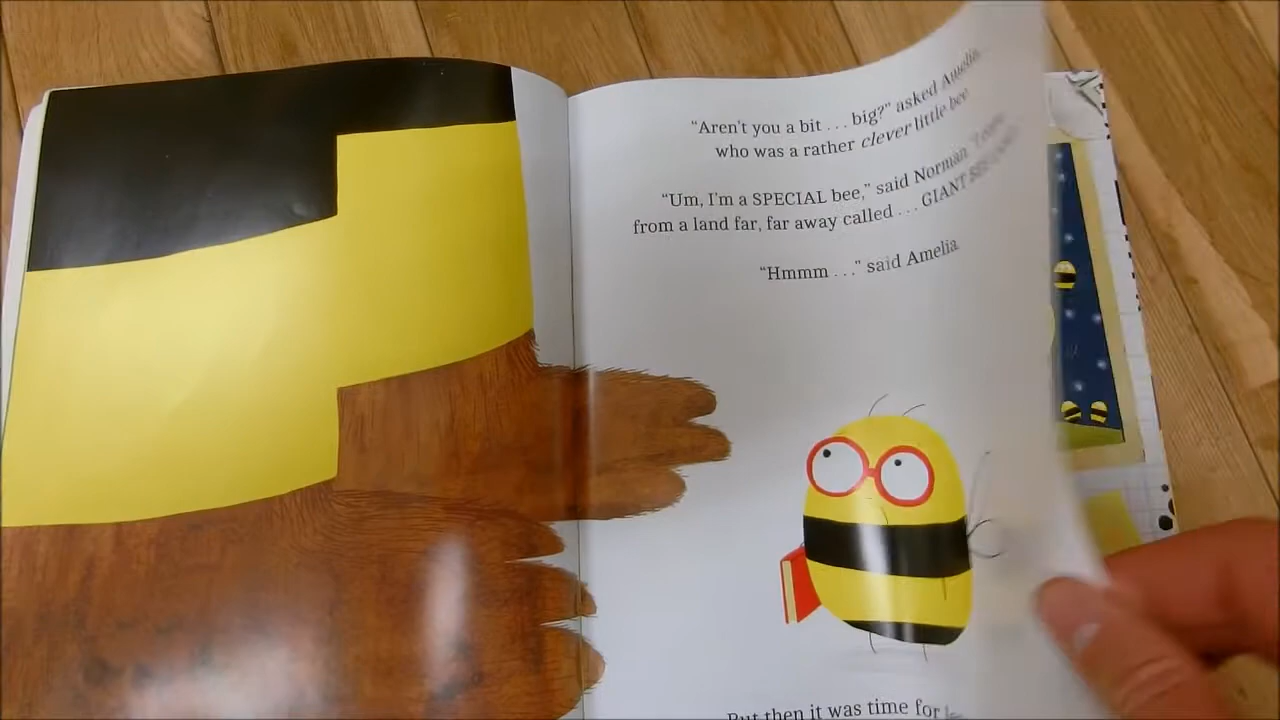 “Aren't you a bit . . . big?” asked Amelia
who was a rather clever little bee
“Um, I'm a SPECIAL bee,” said Norman
from a land far, far away called . . . GIANT
“Hmmm . . .” said Amelia
But then it was time for